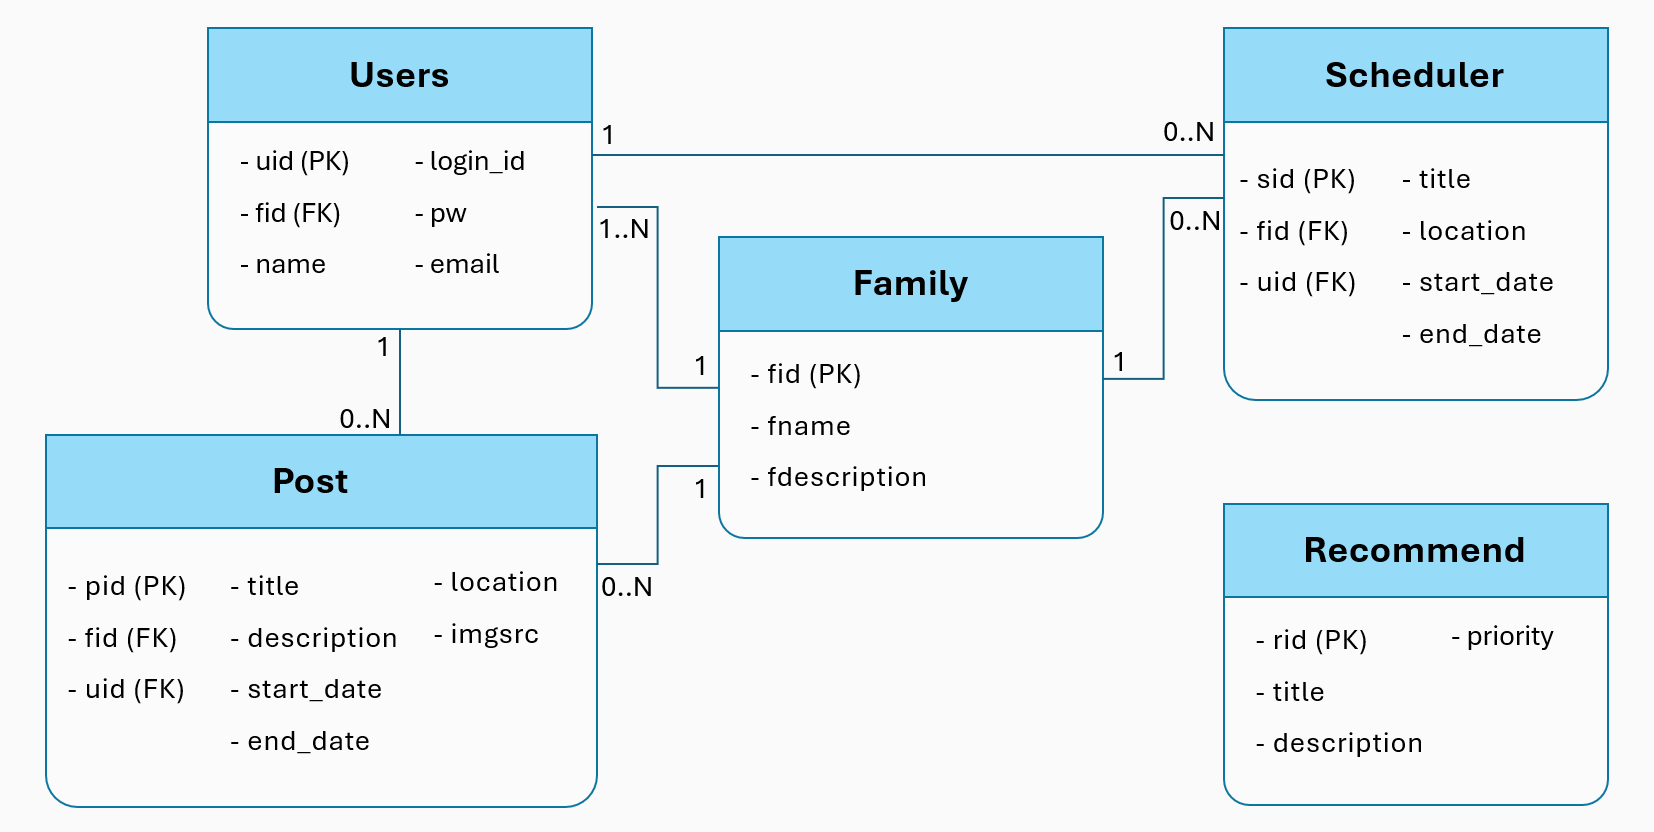 Users
- uid (PK)
- fid (FK)
- name
- login_id
- pw
- email
1
0..N
Scheduler
- sid (PK)
- fid (FK)
- uid (FK)
- title
- location
- start_date
- end_date
1..N
1
0..N
1
Family
- fid (PK)
- fname
- fdescription
1
0..N
1
0..N
Post
- pid (PK)
- fid (FK)
- uid (FK)
- title
- description
- start_date
- end_date
- location
- imgsrc
Recommend
- rid (PK)
- title
- description
- priority